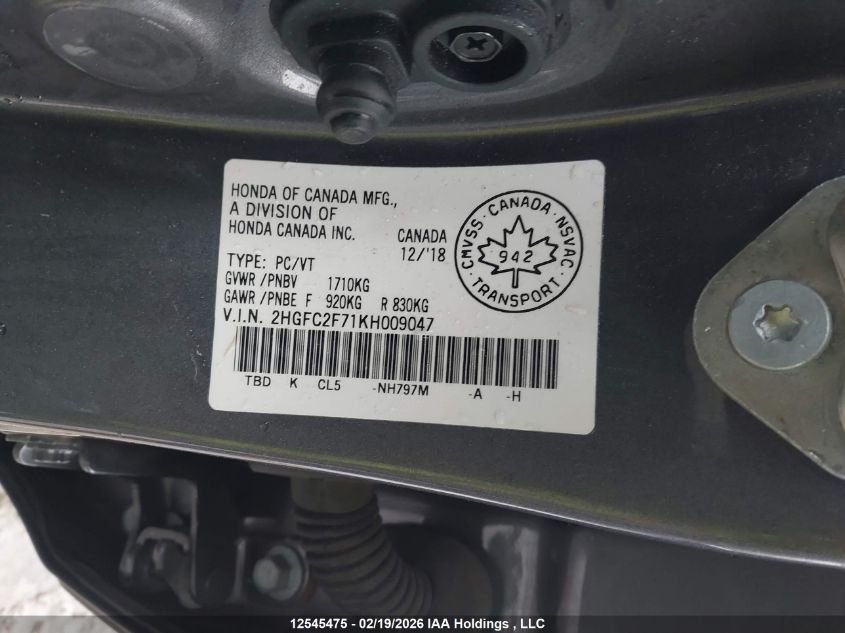 HONDA OF CANADA MFG.,
A DIVISION OF
HONDA CANADA INC.
CANADA
12/'18
TYPE: PC/VT
GVWR/PNBV 1710KG
GAWR/PNBE F 920KG R 830KG
V.I.N. 2HGFC2F71KH009047
TBD K CL5 -NH797M -A -H
CMVSS · CANADA · NSVAC
942
· TRANSPORT ·
12545475 - 02/19/2026 IAA Holdings , LLC